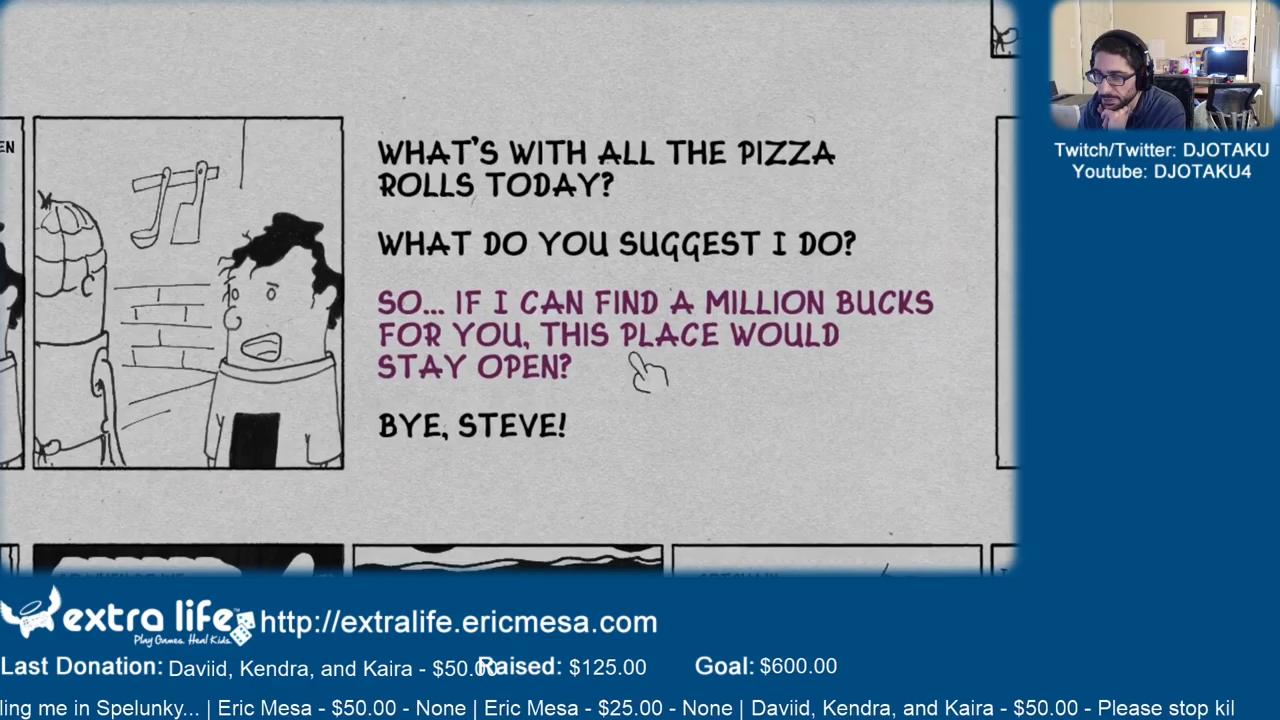 EN
WHAT'S WITH ALL THE PIZZA
ROLLS TODAY?
WHAT DO YOU SUGGEST I DO?
SO... IF I CAN FIND A MILLION BUCKS
FOR YOU, THIS PLACE WOULD
STAY OPEN?
BYE, STEVE!
Twitch/Twitter: DJOTAKU
Youtube: DJOTAKU4
extra life
Play Games. Heal Kids.
http://extralife.ericmesa.com
Last Donation: Daviid, Kendra, and Kaira - $50.00
Raised: $125.00
Goal: $600.00
ling me in Spelunky... | Eric Mesa - $50.00 - None | Eric Mesa - $25.00 - None | Daviid, Kendra, and Kaira - $50.00 - Please stop kil